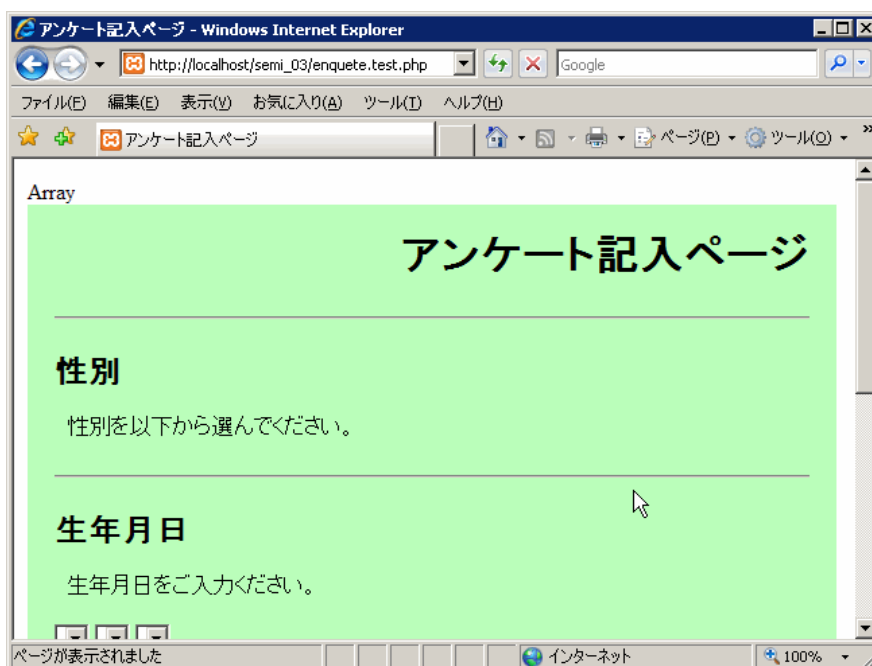 アンケート記入ページ - Windows Internet Explorer
http://localhost/semi_03/enquete.test.php
Google
ファイル(F) 編集(E) 表示(V) お気に入り(A) ツール(T) ヘルプ(H)
アンケート記入ページ
ページ(P) ツール(O) »
Array
アンケート記入ページ
性別
性別を以下から選んでください。
生年月日
生年月日をご入力ください。
ページが表示されました インターネット 100%